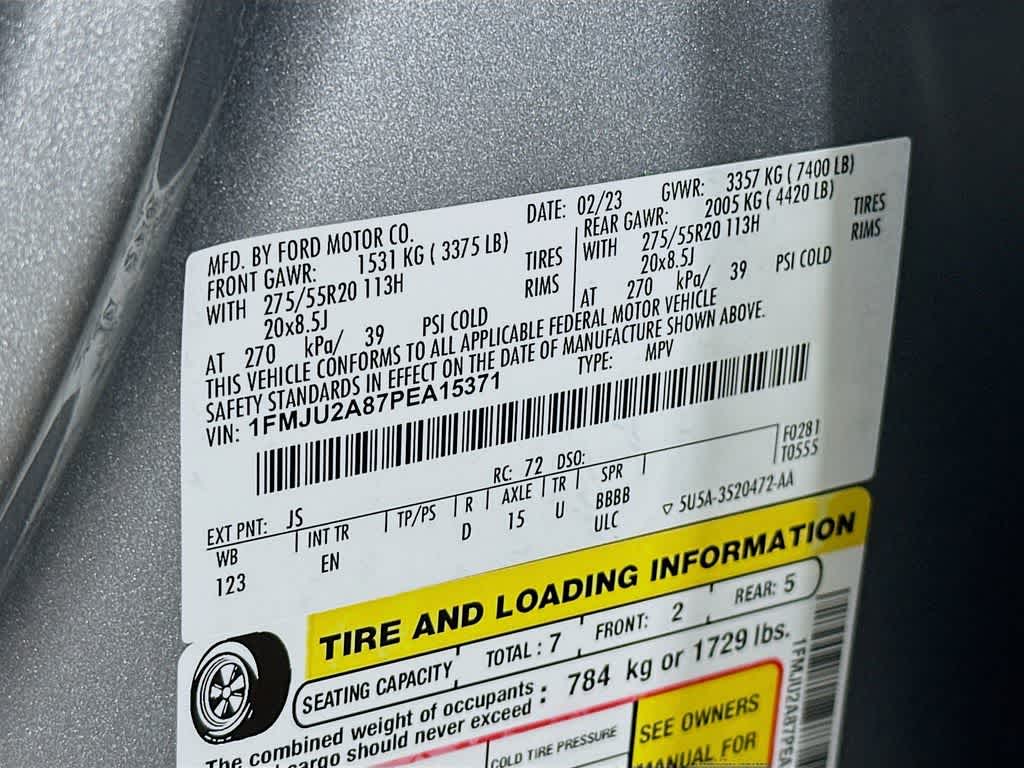 MFD. BY FORD MOTOR CO.
DATE: 02/23 GVWR: 3357 KG ( 7400 LB)
FRONT GAWR: 1531 KG ( 3375 LB)
REAR GAWR: 2005 KG ( 4420 LB)
WITH 275/55R20 113H TIRES
WITH 275/55R20 113H TIRES
20x8.5J RIMS
20x8.5J RIMS
AT 270 kPa/ 39 PSI COLD
AT 270 kPa/ 39 PSI COLD
THIS VEHICLE CONFORMS TO ALL APPLICABLE FEDERAL MOTOR VEHICLE
SAFETY STANDARDS IN EFFECT ON THE DATE OF MANUFACTURE SHOWN ABOVE.
VIN: 1FMJU2A87PEA15371 TYPE: MPV
F0281
T0555
EXT PNT: JS RC: 72 DSO:
WB INT TR TP/PS R AXLE TR SPR
123 EN D 15 U BBBB
ULC
5U5A-3520472-AA
TIRE AND LOADING INFORMATION
SEATING CAPACITY TOTAL : 7 FRONT: 2 REAR: 5
The combined weight of occupants
cargo should never exceed : 784 kg or 1729 lbs.
COLD TIRE PRESSURE
SEE OWNERS
MANUAL FOR
1FMJU2A87PEA